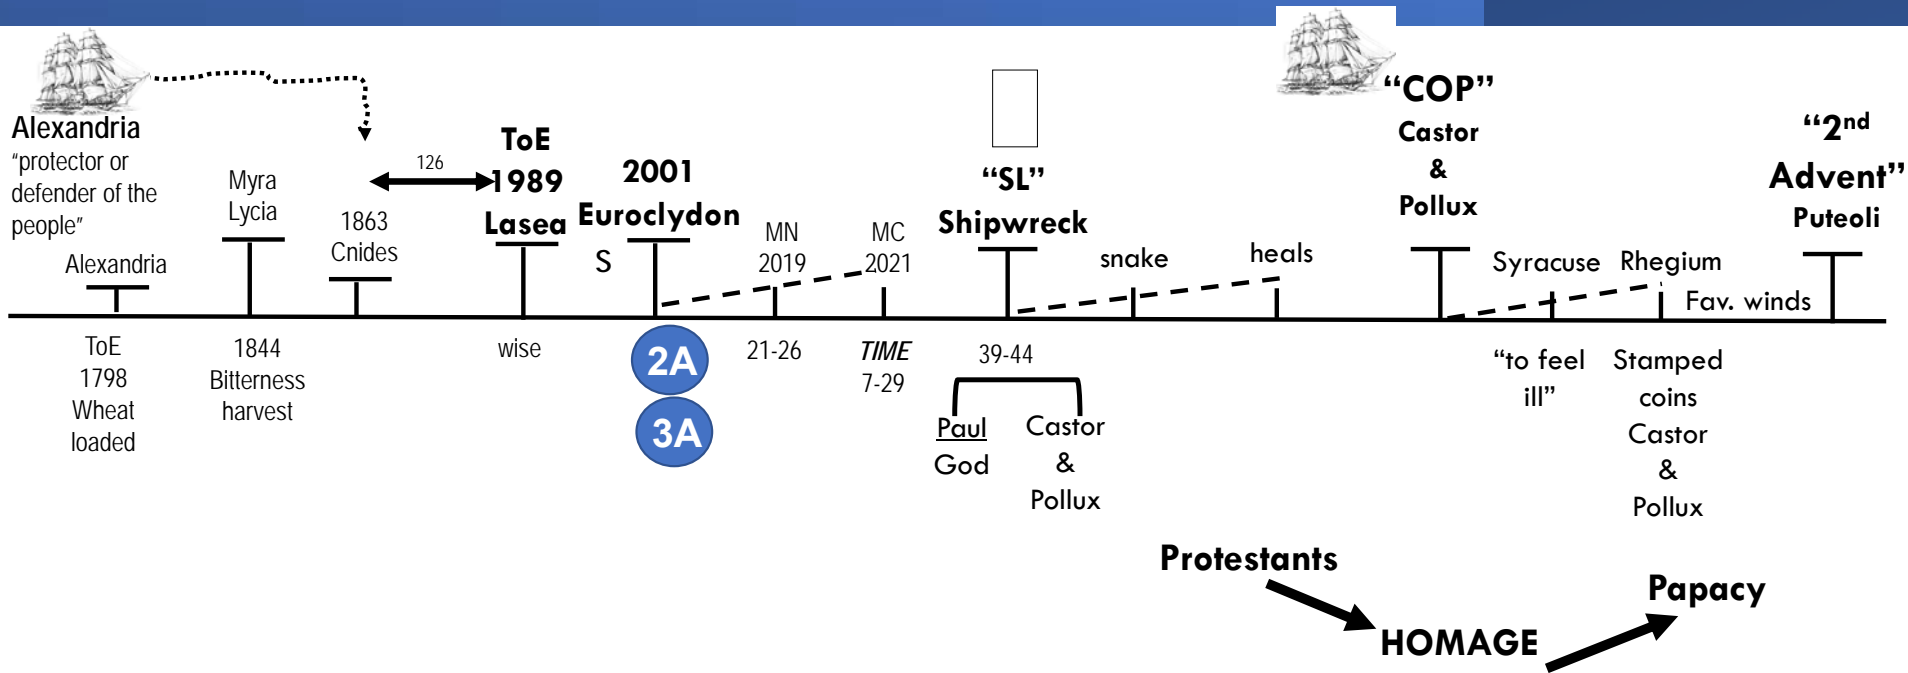 Alexandria
"protector or
defender of the
people"
Alexandria
ToE
1798
Wheat
loaded
Myra
Lycia
1844
Bitterness
harvest
1863
Cnides
126
ToE
1989
Lasea
wise
2001
Euroclydon
S
2A
3A
MN
2019
21-26
MC
2021
TIME
7-29
“SL”
Shipwreck
39-44
Paul
God
Castor
&
Pollux
snake
heals
“COP”
Castor
&
Pollux
Syracuse
“to feel
ill”
Rhegium
Stamped
coins
Castor
&
Pollux
Fav. winds
“2nd
Advent”
Puteoli
Protestants
HOMAGE
Papacy